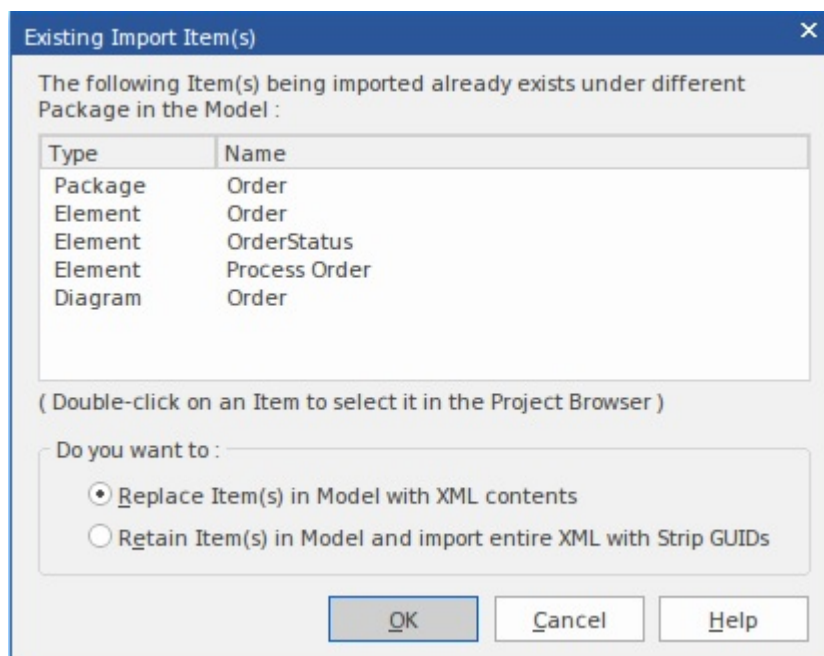 Existing Import Item(s)
The following Item(s) being imported already exists under different
Package in the Model :
Type Name
Package Order
Element Order
Element OrderStatus
Element Process Order
Diagram Order
( Double-click on an Item to select it in the Project Browser )
Do you want to :
Replace Item(s) in Model with XML contents
Retain Item(s) in Model and import entire XML with Strip GUIDs
OK Cancel Help